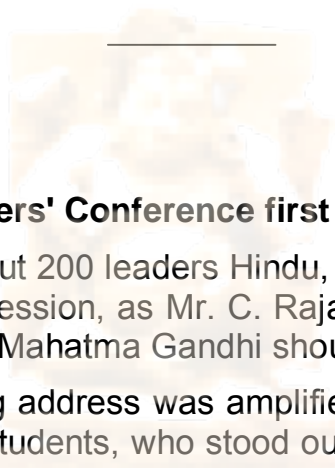 ers' Conference first
ut 200 leaders Hindu,
ession, as Mr. C. Raja
Mahatma Gandhi shou
g address was amplifie
tudents, who stood ou